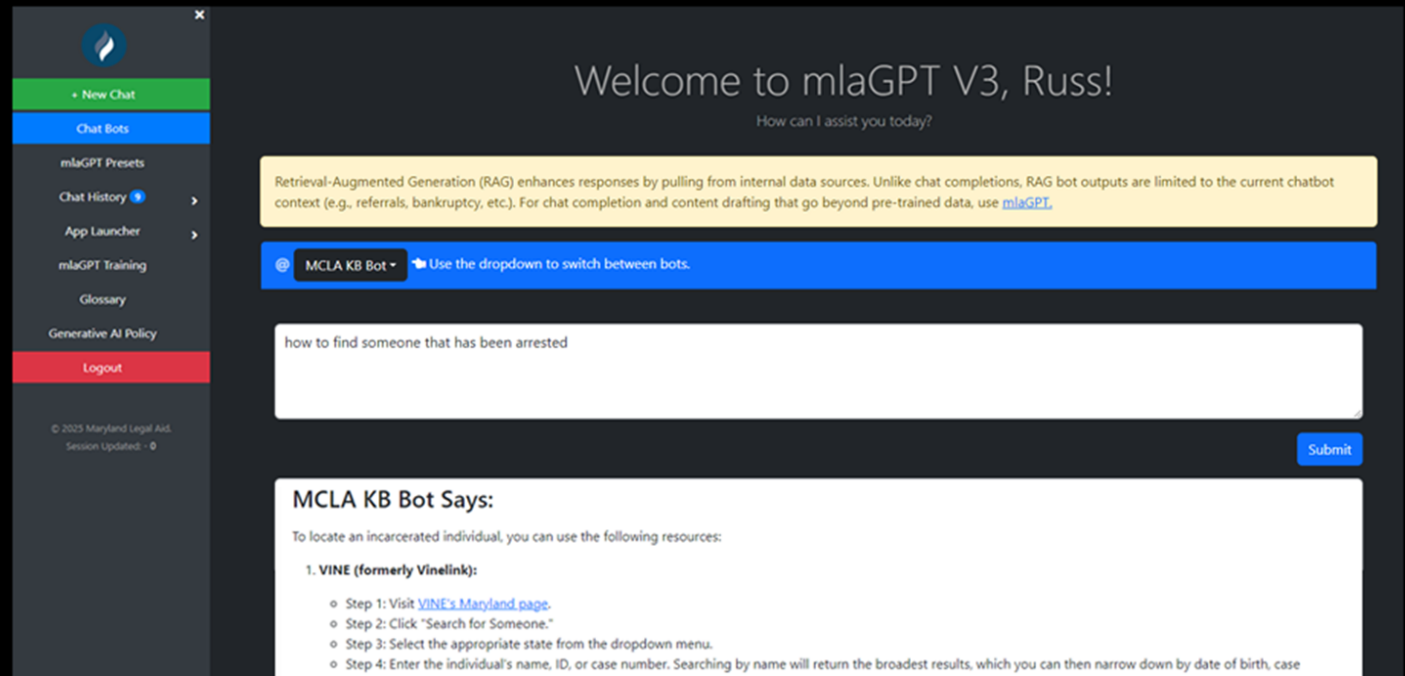 ×
+ New Chat
Chat Bots
mlaGPT Presets
Chat History 9
App Launcher
mlaGPT Training
Glossary
Generative AI Policy
Logout
© 2025 Maryland Legal Aid.
Session Updated: - 0
Welcome to mlaGPT V3, Russ!
How can I assist you today?
Retrieval-Augmented Generation (RAG) enhances responses by pulling from internal data sources. Unlike chat completions, RAG bot outputs are limited to the current chatbot
context (e.g., referrals, bankruptcy, etc.). For chat completion and content drafting that go beyond pre-trained data, use mlaGPT.
@ MCLA KB Bot Use the dropdown to switch between bots.
how to find someone that has been arrested
Submit
MCLA KB Bot Says:
To locate an incarcerated individual, you can use the following resources:
1. VINE (formerly Vinelink):
Step 1: Visit VINE's Maryland page.
Step 2: Click "Search for Someone."
Step 3: Select the appropriate state from the dropdown menu.
Step 4: Enter the individual's name, ID, or case number. Searching by name will return the broadest results, which you can then narrow down by date of birth, case